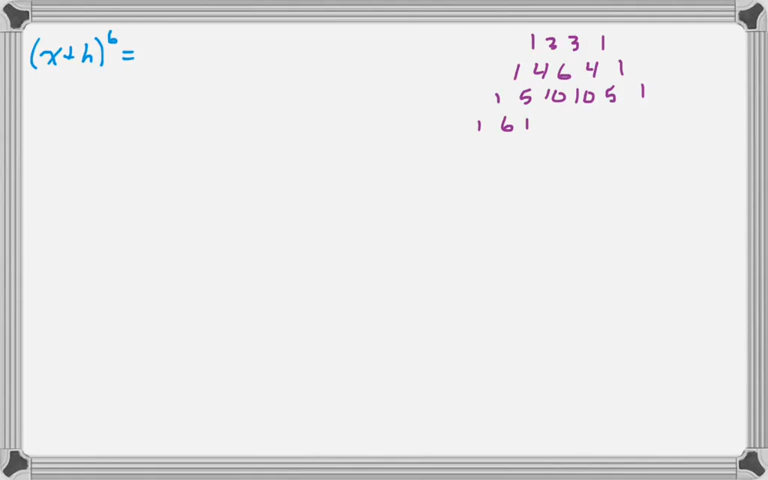 (x+h)^6 =
1 3 3 1
1 4 6 4 1
1 5 10 10 5 1
1 6 1